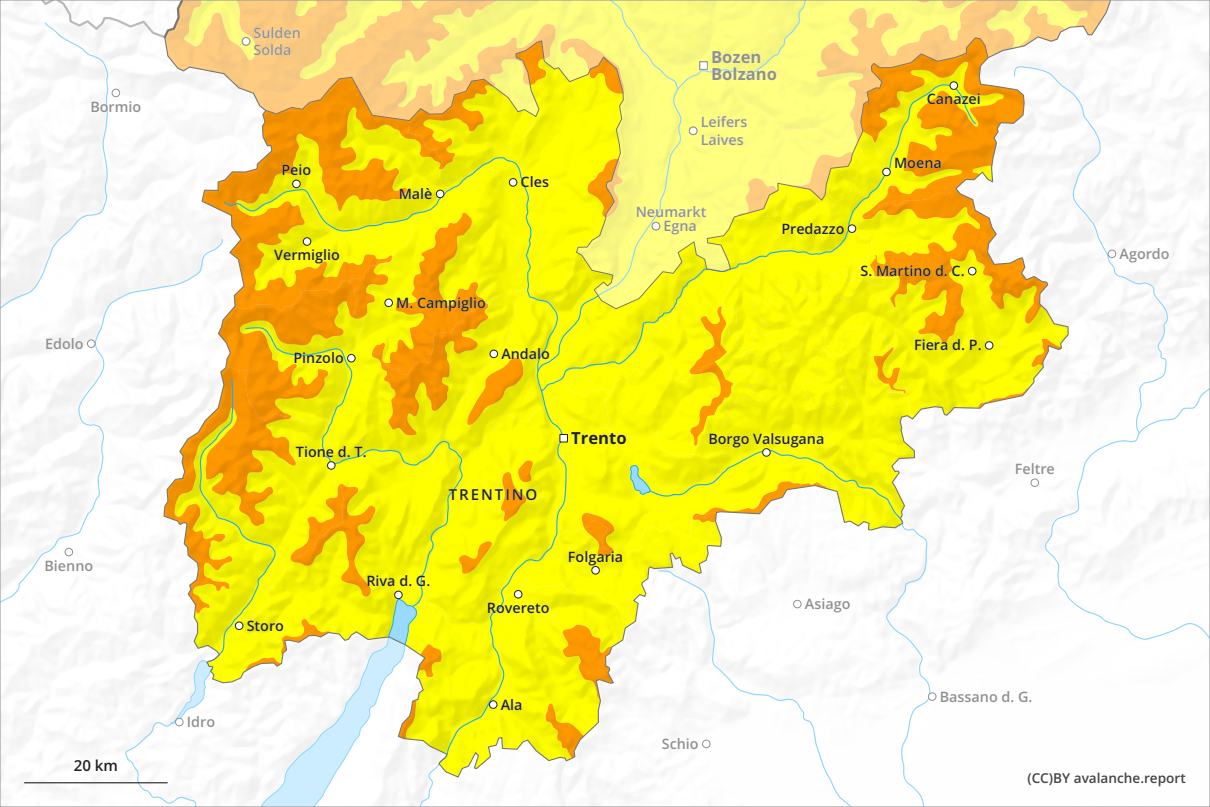 Sulden
Solda
Bozen
Bolzano
Bormio
Canazei
Leifers
Laives
Moena
Peio
Malè
Cles
Neumarkt
Egna
Predazzo
Vermiglio
Agordo
S. Martino d. C.
M. Campiglio
Edolo
Pinzolo
Andalo
Fiera d. P.
Trento
Borgo Valsugana
Tione d. T.
Feltre
TRENTINO
Bienno
Folgaria
Riva d. G.
Rovereto
Asiago
Storo
Ala
Bassano d. G.
Idro
Schio
20 km
(CC)BY avalanche.report